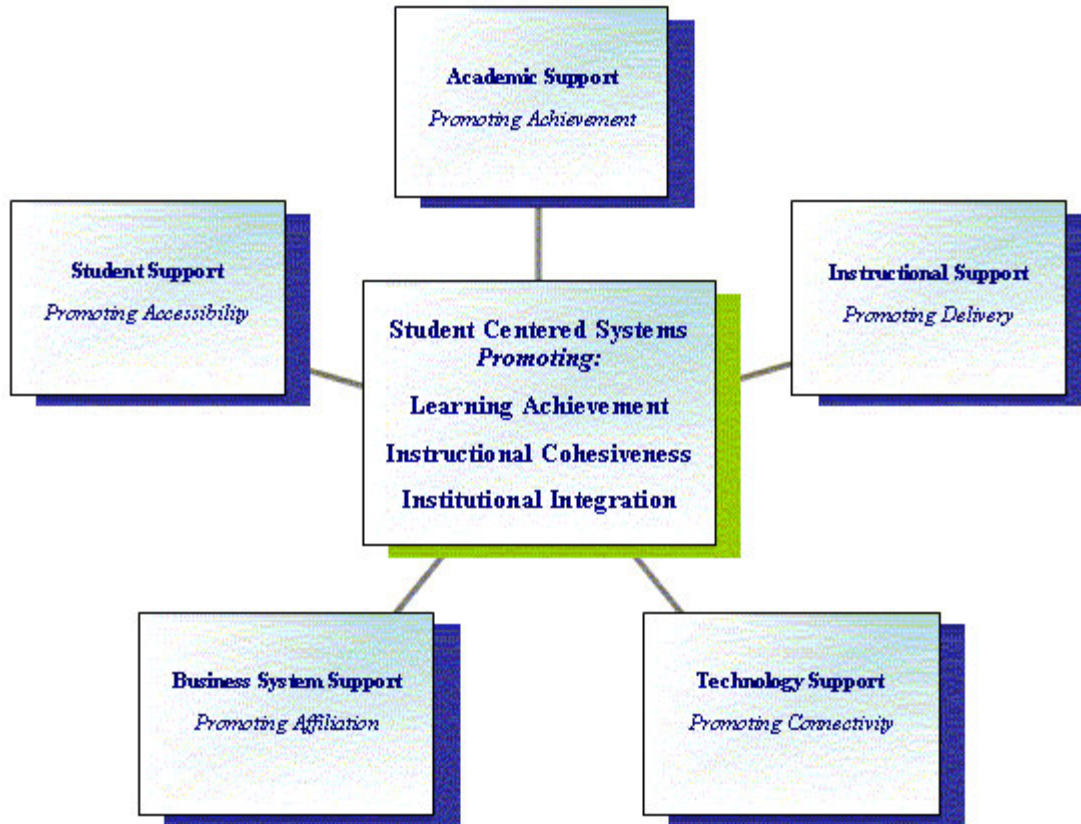 Academic Support
Promoting Achievement
Student Support
Promoting Accessibility
Instructional Support
Promoting Delivery
Student Centered Systems
Promoting:
Learning Achievement
Instructional Cohesiveness
Institutional Integration
Business System Support
Promoting Affiliation
Technology Support
Promoting Connectivity